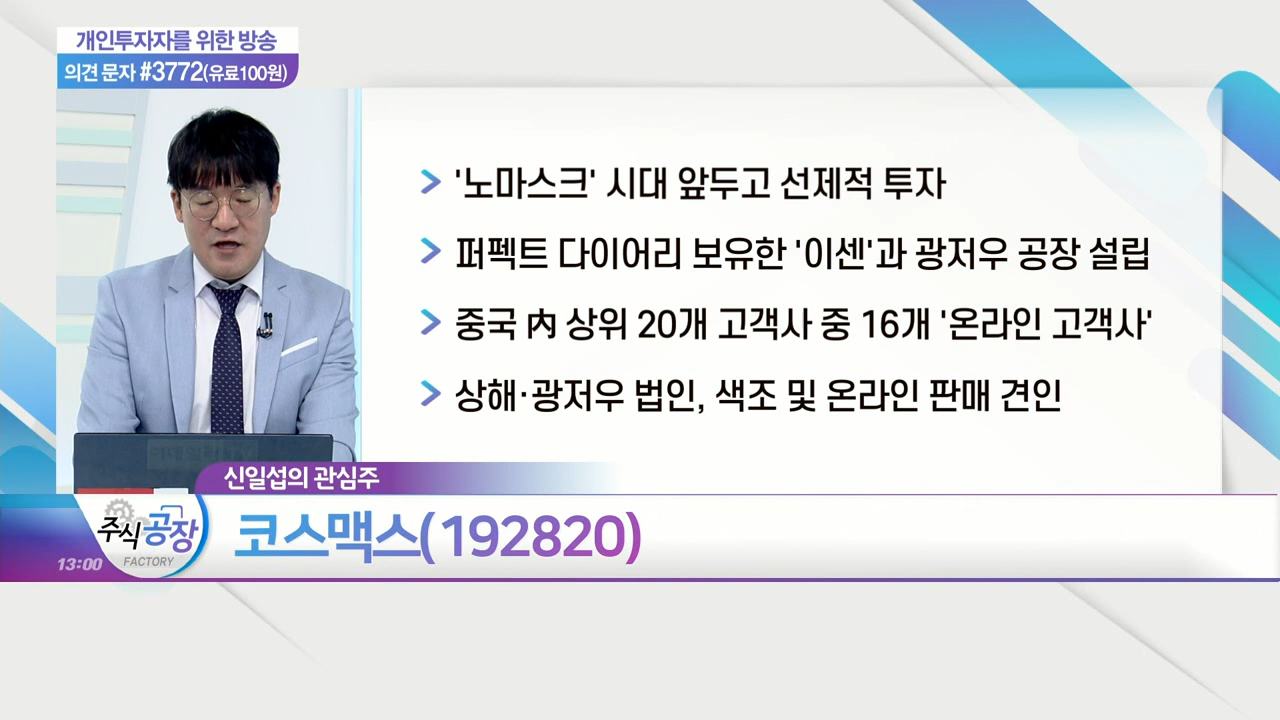 개인투자자를 위한 방송
의견 문자 #3772(유료100원)
> '노마스크' 시대 앞두고 선제적 투자
> 퍼펙트 다이어리 보유한 '이센'과 광저우 공장 설립
> 중국 內 상위 20개 고객사 중 16개 '온라인 고객사'
> 상해·광저우 법인, 색조 및 온라인 판매 견인
신일섭의 관심주
주식공장
FACTORY
13:00
코스맥스(192820)